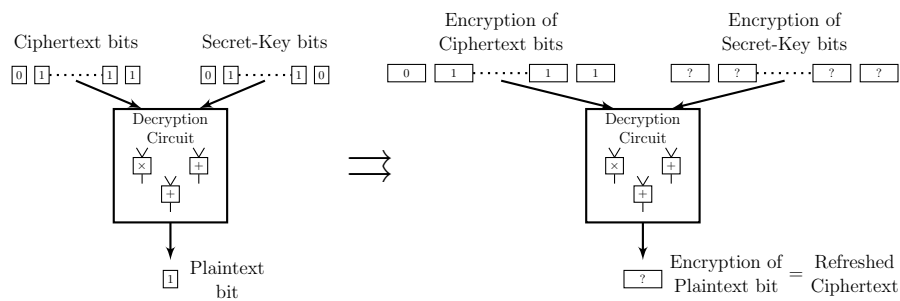 Ciphertext bits
Secret-Key bits
0 1 1 1
0 1 1 0
Decryption
Circuit
×
+
+
1
Plaintext
bit
⇒
Encryption of
Ciphertext bits
Encryption of
Secret-Key bits
0 1 1 1
? ? ? ?
Decryption
Circuit
×
+
+
?
Encryption of
Plaintext bit
=
Refreshed
Ciphertext